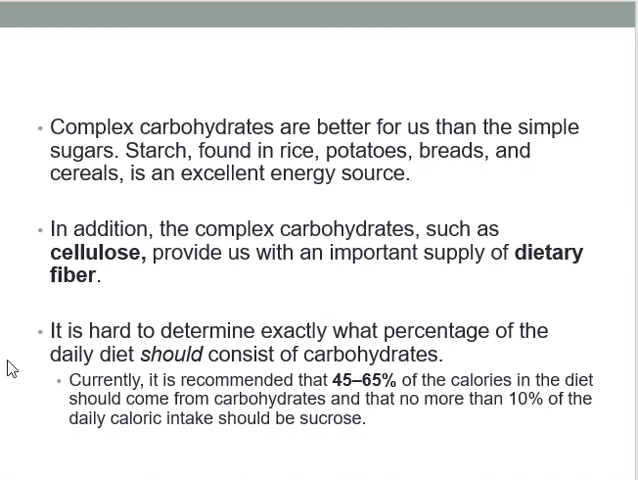 • Complex carbohydrates are better for us than the simple
sugars. Starch, found in rice, potatoes, breads, and
cereals, is an excellent energy source.
• In addition, the complex carbohydrates, such as
cellulose, provide us with an important supply of dietary
fiber.
• It is hard to determine exactly what percentage of the
daily diet should consist of carbohydrates.
• Currently, it is recommended that 45–65% of the calories in the diet
should come from carbohydrates and that no more than 10% of the
daily caloric intake should be sucrose.